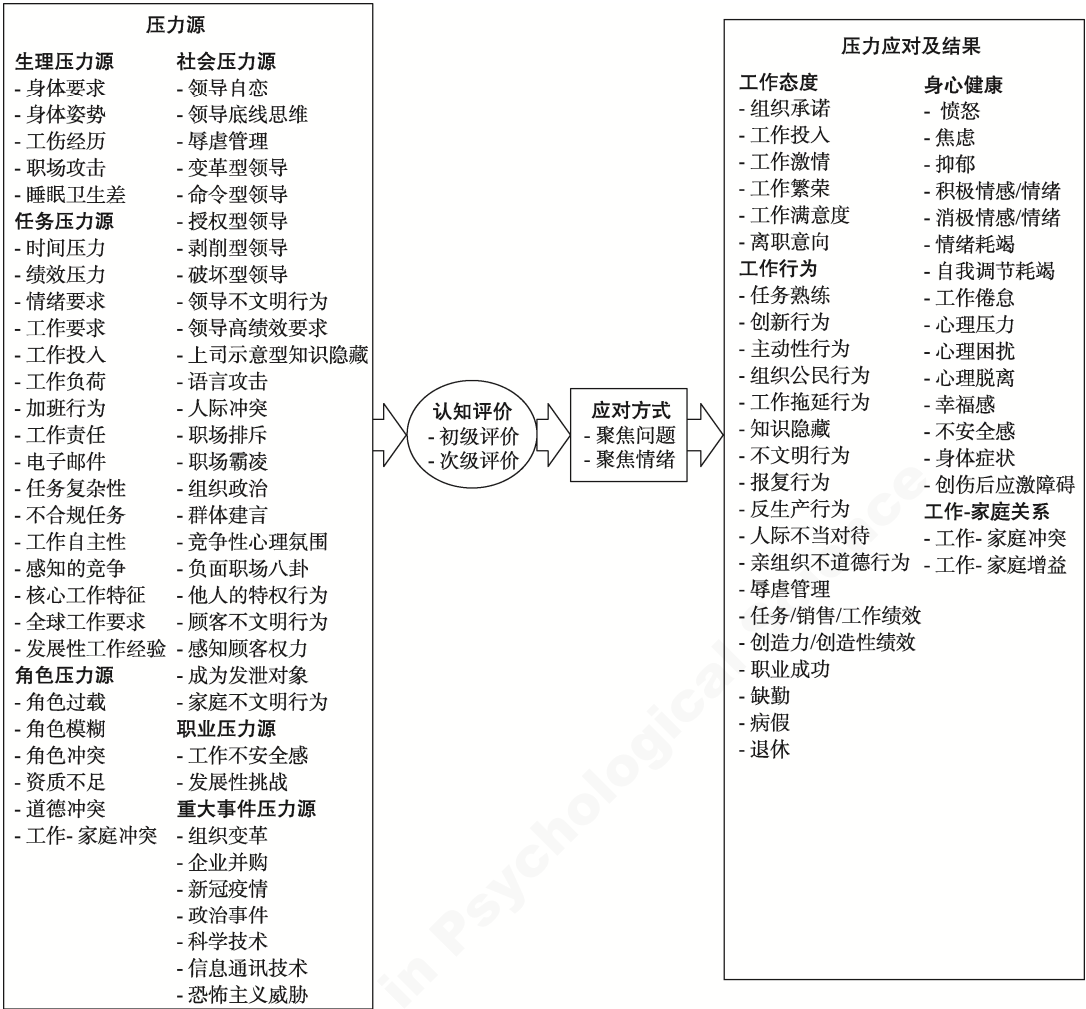 压力源
生理压力源
- 身体要求
- 身体姿势
- 工伤经历
- 职场攻击
- 睡眠卫生差
任务压力源
- 时间压力
- 绩效压力
- 情绪要求
- 工作要求
- 工作投入
- 工作负荷
- 加班行为
- 工作责任
- 电子邮件
- 任务复杂性
- 不合规任务
- 工作自主性
- 感知的竞争
- 核心工作特征
- 全球工作要求
- 发展性工作经验
角色压力源
- 角色过载
- 角色模糊
- 角色冲突
- 资质不足
- 道德冲突
- 工作- 家庭冲突
社会压力源
- 领导自恋
- 领导底线思维
- 辱虐管理
- 变革型领导
- 命令型领导
- 授权型领导
- 剥削型领导
- 破坏型领导
- 领导不文明行为
- 领导高绩效要求
- 上司示意型知识隐藏
- 语言攻击
- 人际冲突
- 职场排斥
- 职场霸凌
- 组织政治
- 群体建言
- 竞争性心理氛围
- 负面职场八卦
- 他人的特权行为
- 顾客不文明行为
- 感知顾客权力
- 成为发泄对象
- 家庭不文明行为
职业压力源
- 工作不安全感
- 发展性挑战
重大事件压力源
- 组织变革
- 企业并购
- 新冠疫情
- 政治事件
- 科学技术
- 信息通讯技术
- 恐怖主义威胁
认知评价
- 初级评价
- 次级评价
应对方式
- 聚焦问题
- 聚焦情绪
压力应对及结果
工作态度
- 组织承诺
- 工作投入
- 工作激情
- 工作繁荣
- 工作满意度
- 离职意向
工作行为
- 任务熟练
- 创新行为
- 主动性行为
- 组织公民行为
- 工作拖延行为
- 知识隐藏
- 不文明行为
- 报复行为
- 反生产行为
- 人际不当对待
- 亲组织不道德行为
- 辱虐管理
- 任务/销售/工作绩效
- 创造力/创造性绩效
- 职业成功
- 缺勤
- 病假
- 退休
身心健康
- 愤怒
- 焦虑
- 抑郁
- 积极情感/情绪
- 消极情感/情绪
- 情绪耗竭
- 自我调节耗竭
- 工作倦怠
- 心理压力
- 心理困扰
- 心理脱离
- 幸福感
- 不安全感
- 身体症状
- 创伤后应激障碍
工作-家庭关系
- 工作- 家庭冲突
- 工作- 家庭增益
in Psychological